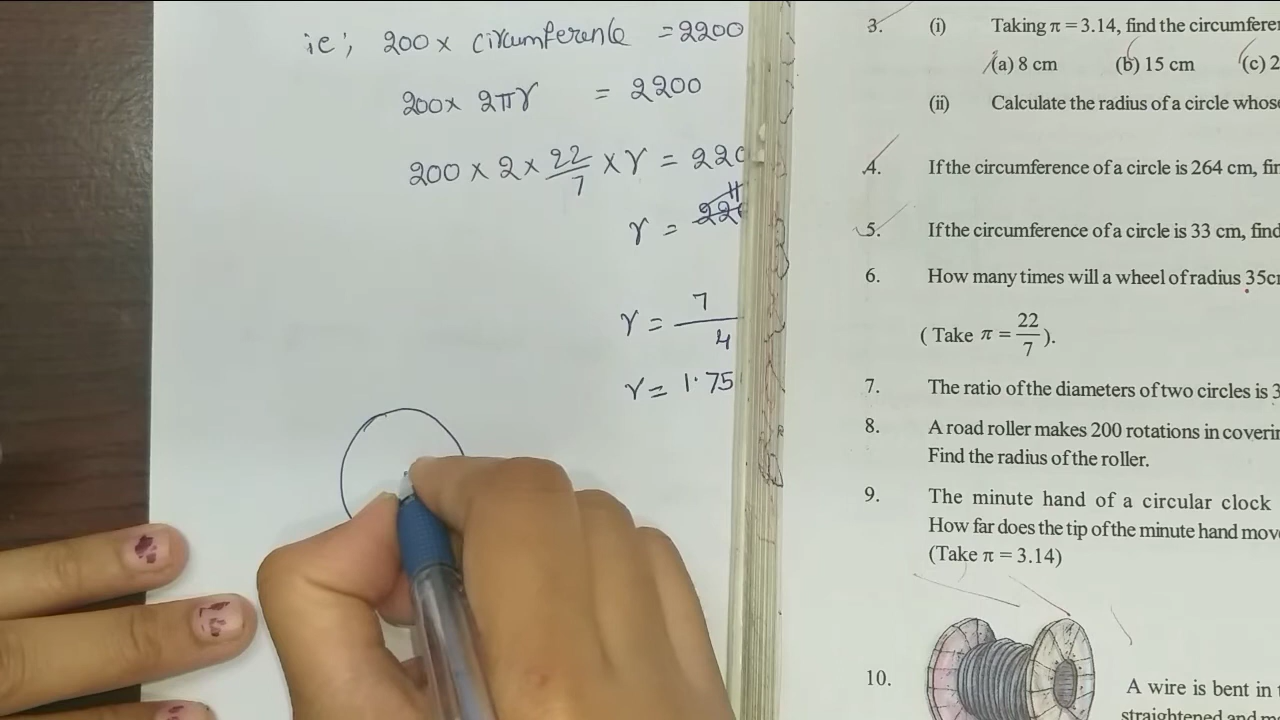 ie; 200 x circumference = 2200
200 x 2πr = 2200
200 x 2 x 22/7 x r = 220
r = 22
11
r = 7/4
r = 1.75
3. (i) Taking π = 3.14, find the circumfere
(a) 8 cm (b) 15 cm (c) 2
(ii) Calculate the radius of a circle whose
4. If the circumference of a circle is 264 cm, fin
5. If the circumference of a circle is 33 cm, find
6. How many times will a wheel of radius 35c
( Take π = 22/7 ).
7. The ratio of the diameters of two circles is 3
8. A road roller makes 200 rotations in coverin
Find the radius of the roller.
9. The minute hand of a circular clock
How far does the tip of the minute hand mov
(Take π = 3.14)
10. A wire is bent in
straightened and